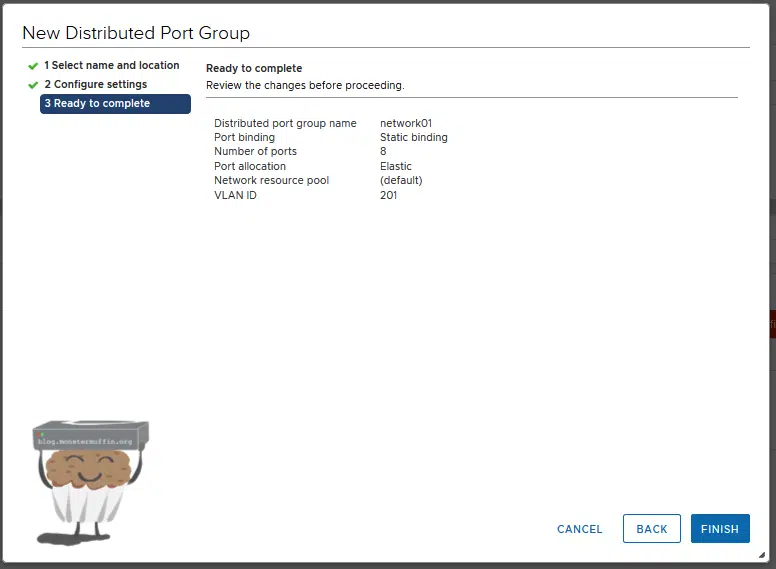 New Distributed Port Group
1 Select name and location
2 Configure settings
3 Ready to complete
Ready to complete
Review the changes before proceeding.
Distributed port group name network01
Port binding Static binding
Number of ports 8
Port allocation Elastic
Network resource pool (default)
VLAN ID 201
blog.monstermuffin.org
CANCEL BACK FINISH